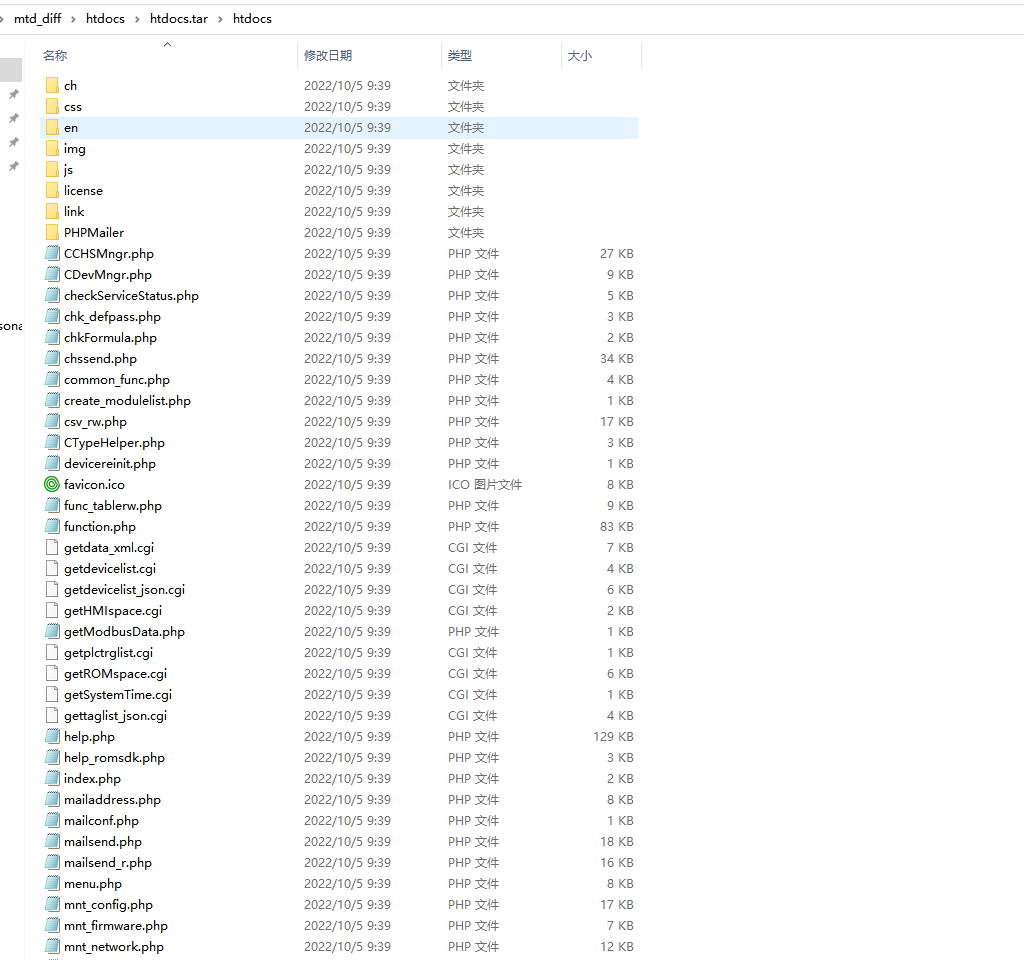 mtd_diff > htdocs > htdocs.tar > htdocs
名称 修改日期 类型 大小
ch 2022/10/5 9:39 文件夹
css 2022/10/5 9:39 文件夹
en 2022/10/5 9:39 文件夹
img 2022/10/5 9:39 文件夹
js 2022/10/5 9:39 文件夹
license 2022/10/5 9:39 文件夹
link 2022/10/5 9:39 文件夹
PHPMailer 2022/10/5 9:39 文件夹
CCHSMngr.php 2022/10/5 9:39 PHP 文件 27 KB
CDevMngr.php 2022/10/5 9:39 PHP 文件 9 KB
checkServiceStatus.php 2022/10/5 9:39 PHP 文件 5 KB
chk_defpass.php 2022/10/5 9:39 PHP 文件 3 KB
chkFormula.php 2022/10/5 9:39 PHP 文件 2 KB
chssend.php 2022/10/5 9:39 PHP 文件 34 KB
common_func.php 2022/10/5 9:39 PHP 文件 4 KB
create_modulelist.php 2022/10/5 9:39 PHP 文件 1 KB
csv_rw.php 2022/10/5 9:39 PHP 文件 17 KB
CTypeHelper.php 2022/10/5 9:39 PHP 文件 3 KB
devicereinit.php 2022/10/5 9:39 PHP 文件 1 KB
favicon.ico 2022/10/5 9:39 ICO 图片文件 8 KB
func_tablerw.php 2022/10/5 9:39 PHP 文件 9 KB
function.php 2022/10/5 9:39 PHP 文件 83 KB
getdata_xml.cgi 2022/10/5 9:39 CGI 文件 7 KB
getdevicelist.cgi 2022/10/5 9:39 CGI 文件 4 KB
getdevicelist_json.cgi 2022/10/5 9:39 CGI 文件 6 KB
getHMIspace.cgi 2022/10/5 9:39 CGI 文件 2 KB
getModbusData.php 2022/10/5 9:39 PHP 文件 1 KB
getplctrglist.cgi 2022/10/5 9:39 CGI 文件 1 KB
getROMspace.cgi 2022/10/5 9:39 CGI 文件 6 KB
getSystemTime.cgi 2022/10/5 9:39 CGI 文件 1 KB
gettaglist_json.cgi 2022/10/5 9:39 CGI 文件 4 KB
help.php 2022/10/5 9:39 PHP 文件 129 KB
help_romsdk.php 2022/10/5 9:39 PHP 文件 3 KB
index.php 2022/10/5 9:39 PHP 文件 2 KB
mailaddress.php 2022/10/5 9:39 PHP 文件 8 KB
mailconf.php 2022/10/5 9:39 PHP 文件 1 KB
mailsend.php 2022/10/5 9:39 PHP 文件 18 KB
mailsend_r.php 2022/10/5 9:39 PHP 文件 16 KB
menu.php 2022/10/5 9:39 PHP 文件 8 KB
mnt_config.php 2022/10/5 9:39 PHP 文件 17 KB
mnt_firmware.php 2022/10/5 9:39 PHP 文件 7 KB
mnt_network.php 2022/10/5 9:39 PHP 文件 12 KB